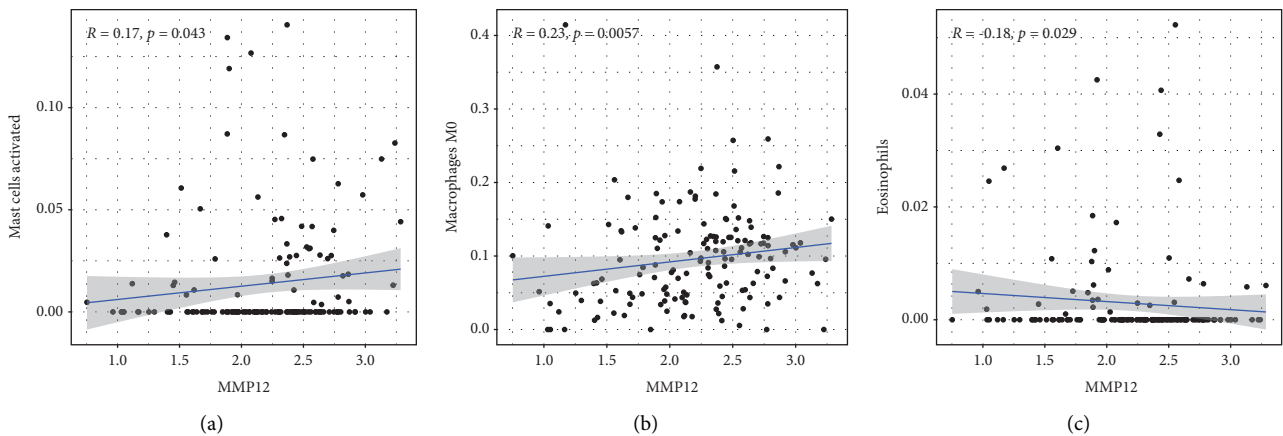 R = 0.17, p = 0.043
Mast cells activated
0.10
0.05
0.00
1.0 1.5 2.0 2.5 3.0
MMP12
(a)
R = 0.23, p = 0.0057
Macrophages M0
0.4
0.3
0.2
0.1
0.0
1.0 1.5 2.0 2.5 3.0
MMP12
(b)
R = -0.18, p = 0.029
Eosinophils
0.04
0.02
0.00
1.0 1.5 2.0 2.5 3.0
MMP12
(c)